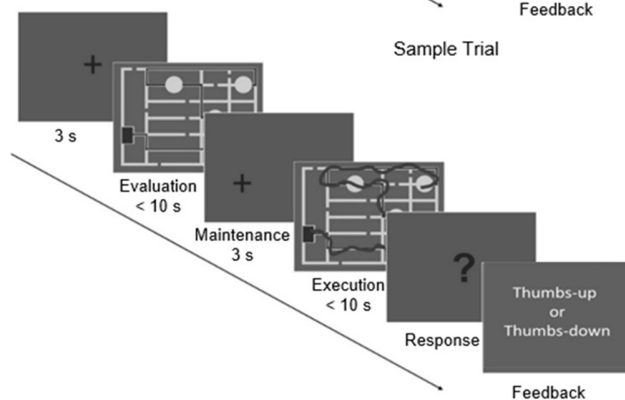 Feedback
Sample Trial
+
3 s
Evaluation
< 10 s
+
Maintenance
3 s
Execution
< 10 s
?
Response
Thumbs-up
or
Thumbs-down
Feedback